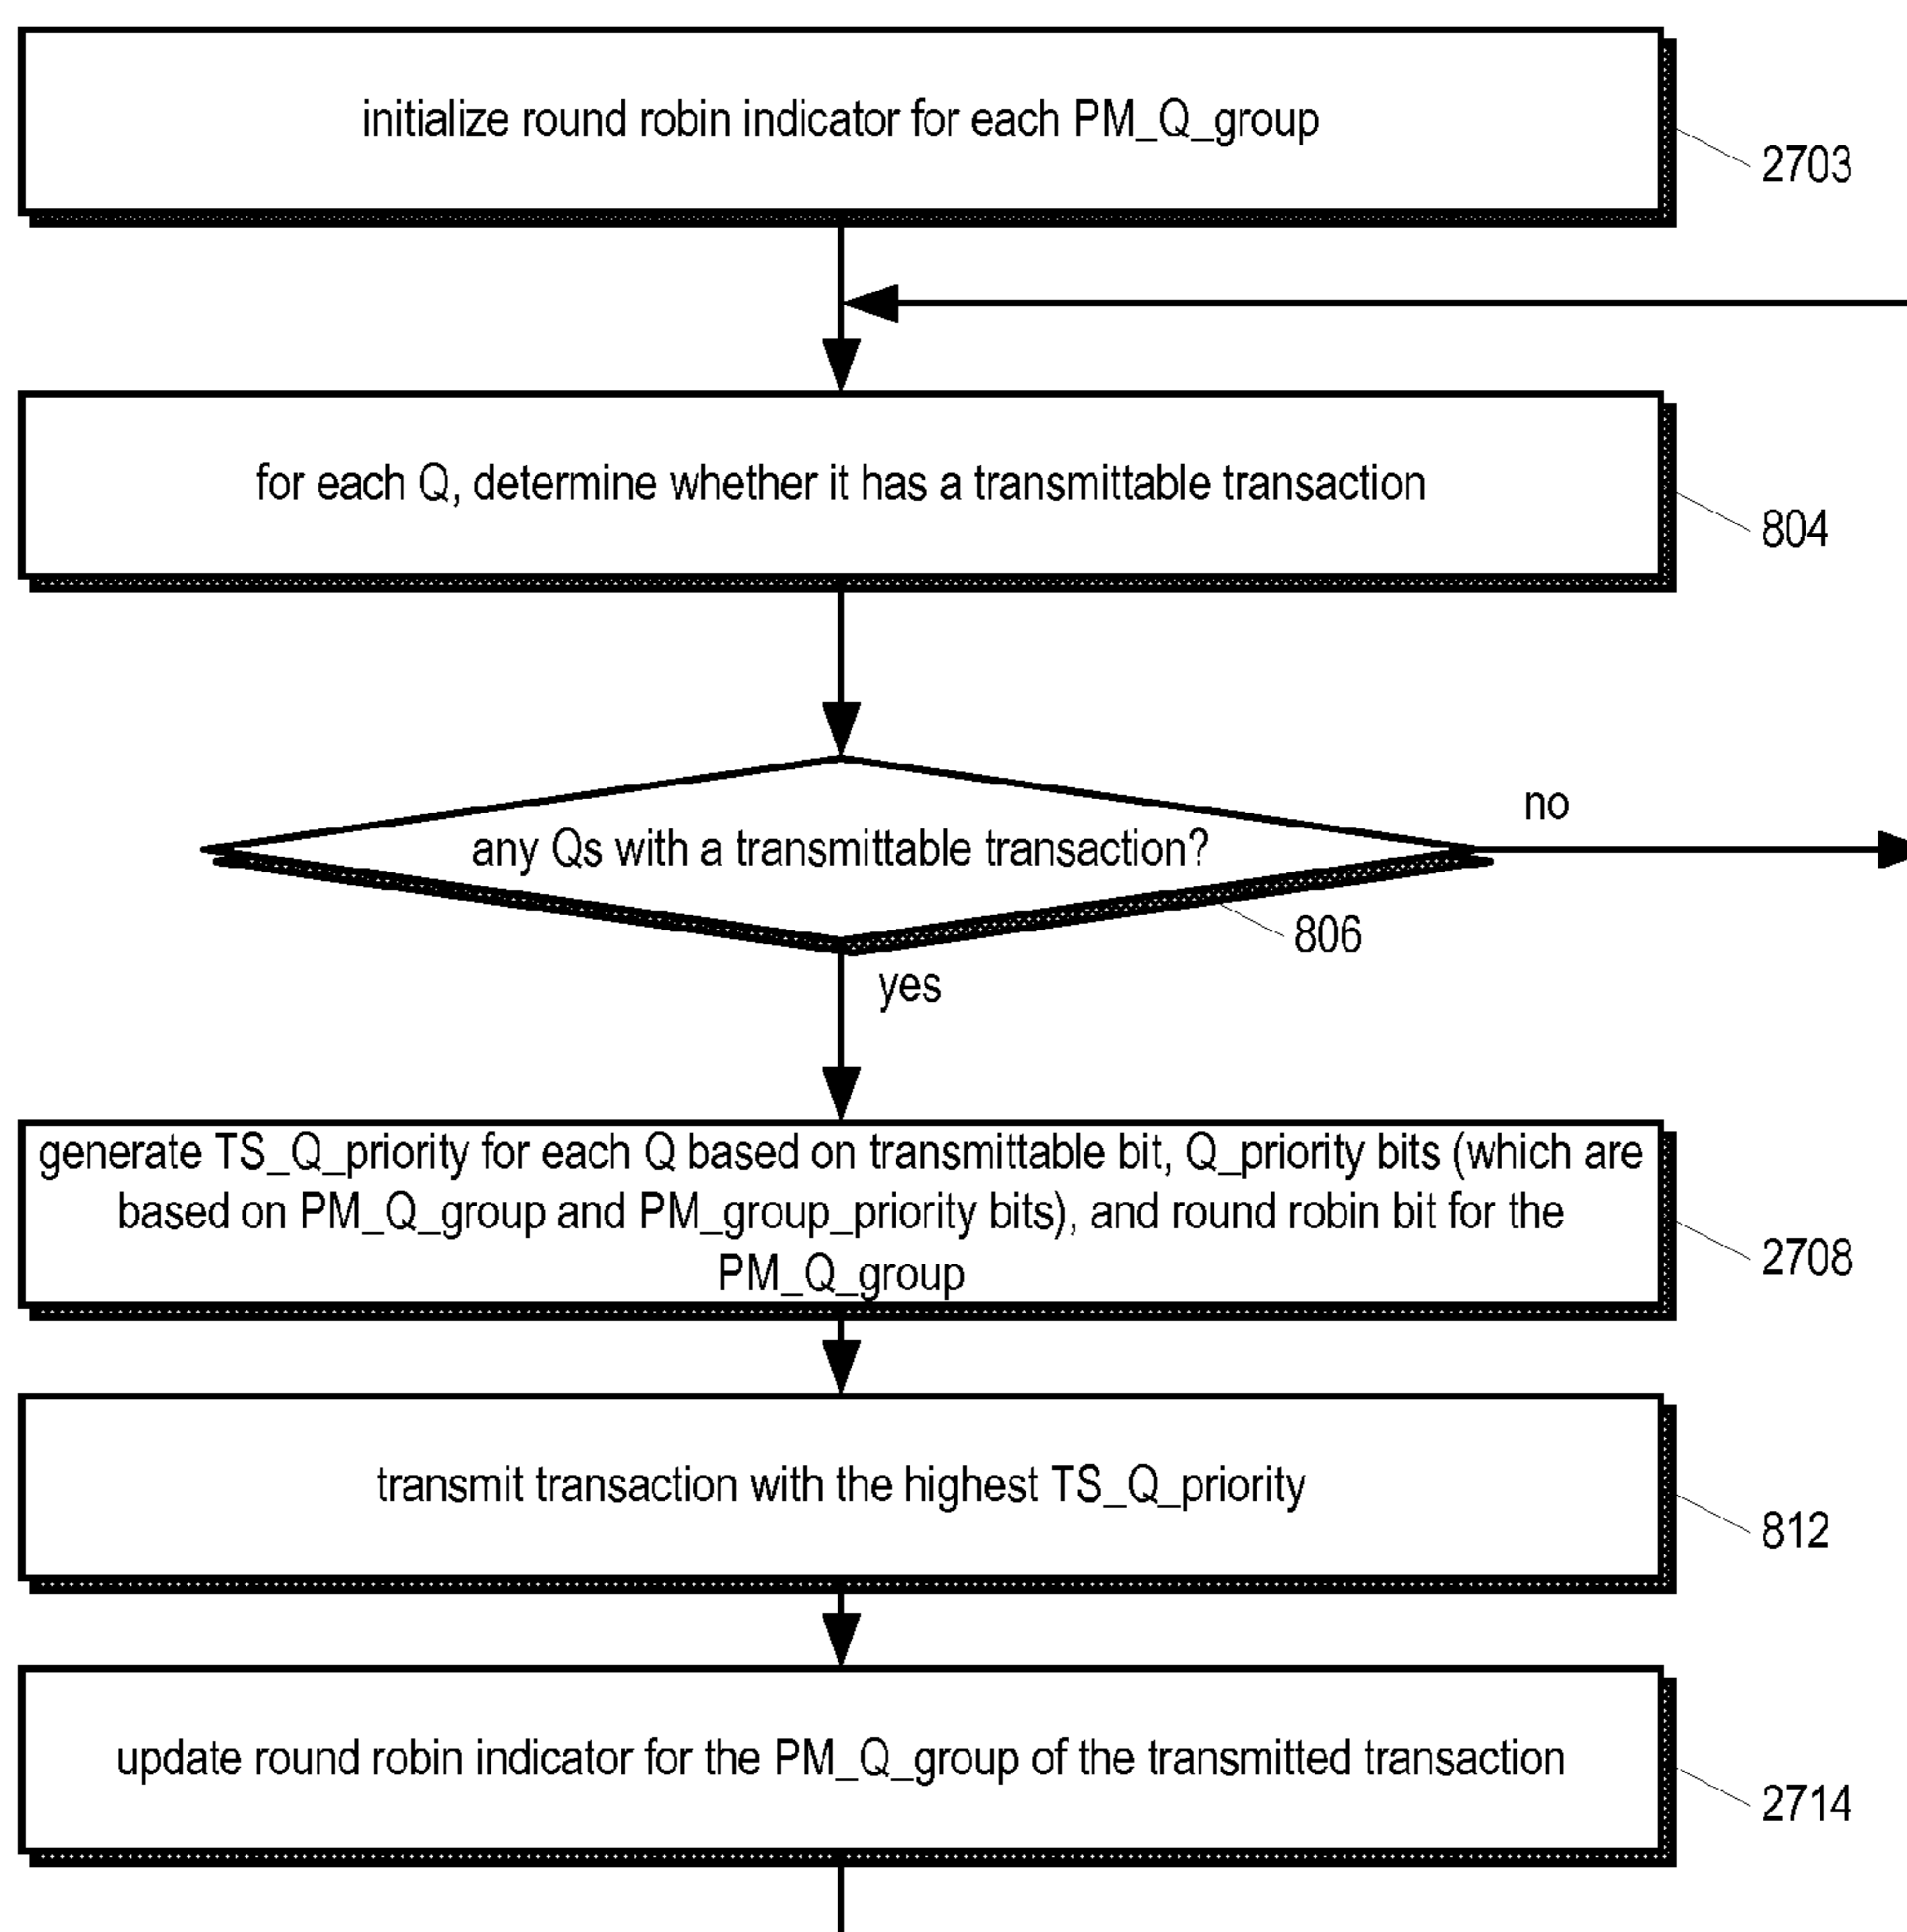 initialize round robin indicator for each PM_Q_group
2703
for each Q, determine whether it has a transmittable transaction
804
no
any Qs with a transmittable transaction?
806
yes
generate TS_Q_priority for each Q based on transmittable bit, Q_priority bits (which are
based on PM_Q_group and PM_group_priority bits), and round robin bit for the
PM_Q_group
2708
transmit transaction with the highest TS_Q_priority
812
update round robin indicator for the PM_Q_group of the transmitted transaction
2714